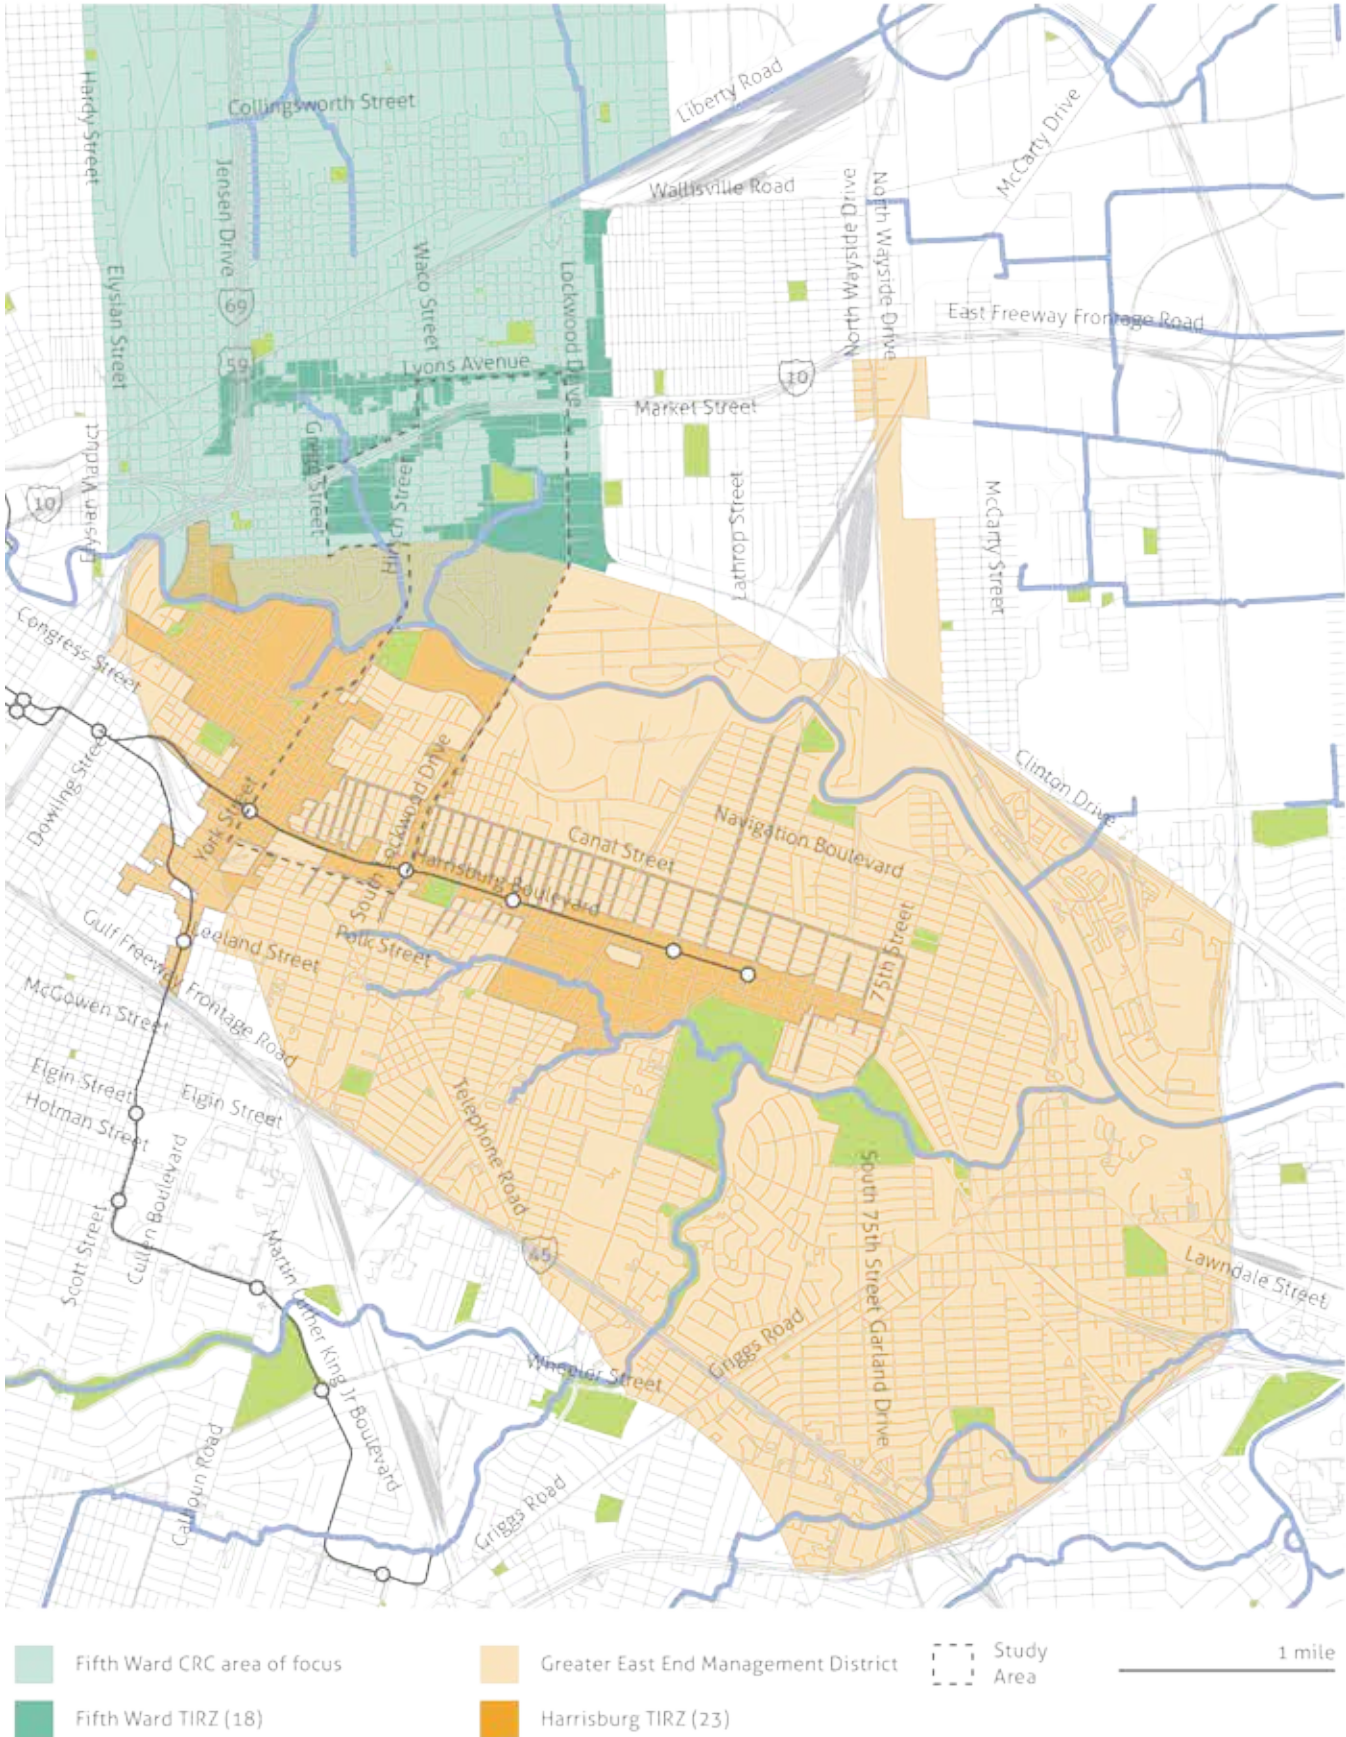 Liberty Road
Hardy Street
Collingsworth Street
McCarty Drive
Jensen Drive
Wallisville Road
North Wayside Drive
North Wayside Drive
Waco Street
Lockwood Drive
Elysian Street
69
East Freeway Frontage Road
59
Lyons Avenue
10
Market Street
Elysian Viaduct
Gregg Street
Hirsch Street
Lathrop Street
McCarty Street
10
Congress Street
Dowling Street
York Street
South Lockwood Drive
Clinton Drive
Navigation Boulevard
Canal Street
Harrisburg Boulevard
Polk Street
75th Street
Leeland Street
Gulf Freeway Frontage Road
McGowen Street
Elgin Street
Elgin Street
Holman Street
Telephone Road
Cullen Boulevard
Scott Street
South 75th Street Garland Drive
45
Lawndale Street
Martin Luther King Jr Boulevard
Griggs Road
Wheeler Street
Calhoun Road
Griggs Road
Fifth Ward CRC area of focus
Greater East End Management District
Study
Area
1 mile
Fifth Ward TIRZ (18)
Harrisburg TIRZ (23)